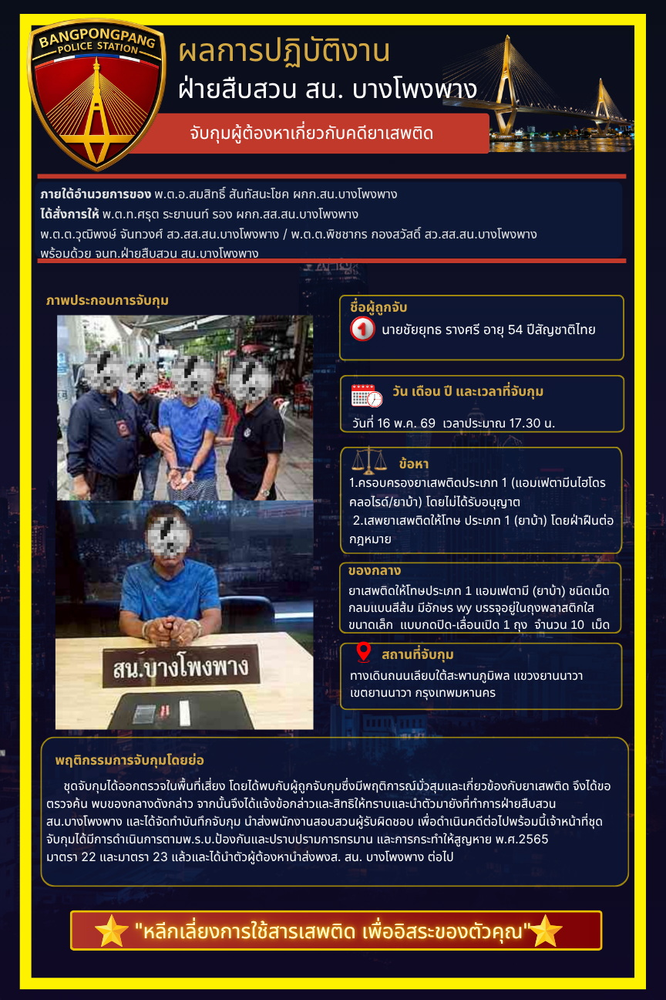 BANGPONGPANG
POLICE STATION
ผลการปฏิบัติงาน
ฝ่ายสืบสวน สน. บางโพงพาง
จับกุมผู้ต้องหาเกี่ยวกับคดียาเสพติด
ภายใต้อำนวยการของ พ.ต.อ.สมสิทธิ์ สันทัสนะโชค ผกก.สน.บางโพงพาง
ได้สั่งการให้ พ.ต.ท.ศรุต ระยานนท์ รอง ผกก.สส.สน.บางโพงพาง
พ.ต.ต.วุฒิพงษ์ จันทวงศ์ สว.สส.สน.บางโพงพาง / พ.ต.ต.พิชชากร กองสวัสดิ์ สว.สส.สน.บางโพงพาง
พร้อมด้วย จนท.ฝ่ายสืบสวน สน.บางโพงพาง
ภาพประกอบการจับกุม
สน.บางโพงพาง
ชื่อผู้ถูกจับ
1 นายชัยยุทธ รางศรี อายุ 54 ปีสัญชาติไทย
วัน เดือน ปี และเวลาที่จับกุม
วันที่ 16 พ.ค. 69 เวลาประมาณ 17.30 น.
ข้อหา
1.ครอบครองยาเสพติดประเภท 1 (แอมเฟตามีนไฮโดร
คลอไรด์/ยาบ้า) โดยไม่ได้รับอนุญาต
2.เสพยาเสพติดให้โทษ ประเภท 1 (ยาบ้า) โดยฝ่าฝืนต่อ
กฎหมาย
ของกลาง
ยาเสพติดให้โทษประเภท 1 แอมเฟตามี (ยาบ้า) ชนิดเม็ด
กลมแบนสีส้ม มีอักษร wy บรรจุอยู่ในถุงพลาสติกใส
ขนาดเล็ก แบบกดปิด-เลื่อนเปิด 1 ถุง จำนวน 10 เม็ด
สถานที่จับกุม
ทางเดินถนนเลียบใต้สะพานภูมิพล แขวงยานนาวา
เขตยานนาวา กรุงเทพมหานคร
พฤติกรรมการจับกุมโดยย่อ
ชุดจับกุมได้ออกตรวจในพื้นที่เสี่ยง โดยได้พบกับผู้ถูกจับกุมซึ่งมีพฤติการณ์มั่วสุมและเกี่ยวข้องกับยาเสพติด จึงได้ขอ
ตรวจค้น พบของกลางดังกล่าว จากนั้นจึงได้แจ้งข้อกล่าวและสิทธิให้ทราบและนำตัวมายังที่ทำการฝ่ายสืบสวน
สน.บางโพงพาง และได้จัดทำบันทึกจับกุม นำส่งพนักงานสอบสวนผู้รับผิดชอบ เพื่อดำเนินคดีต่อไปพร้อมนี้เจ้าหน้าที่ชุด
จับกุมได้มีการดำเนินการตามพ.ร.บ.ป้องกันและปราบปรามการทรมาน และการกระทำให้สูญหาย พ.ศ.2565
มาตรา 22 และมาตรา 23 แล้วและได้นำตัวผู้ต้องหานำส่งพงส. สน. บางโพงพาง ต่อไป
"หลีกเลี่ยงการใช้สารเสพติด เพื่ออิสระของตัวคุณ"